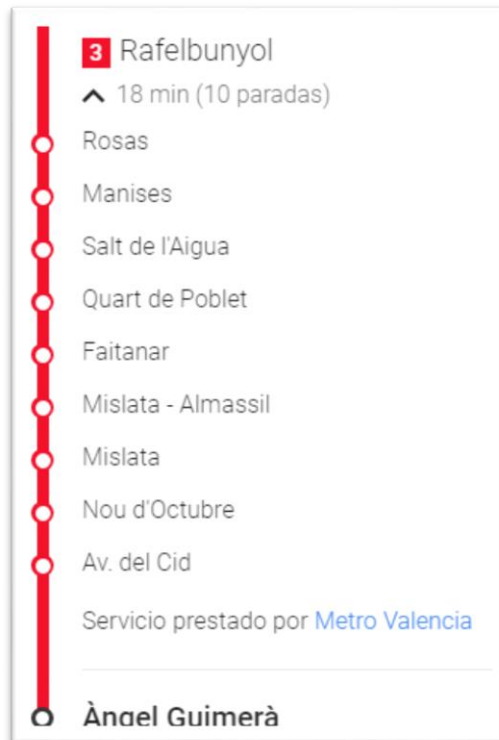 3 Rafelbunyol
18 min (10 paradas)
Rosas
Manises
Salt de l'Aigua
Quart de Poblet
Faitanar
Mislata - Almassil
Mislata
Nou d'Octubre
Av. del Cid
Servicio prestado por Metro Valencia
Àngel Guimerà